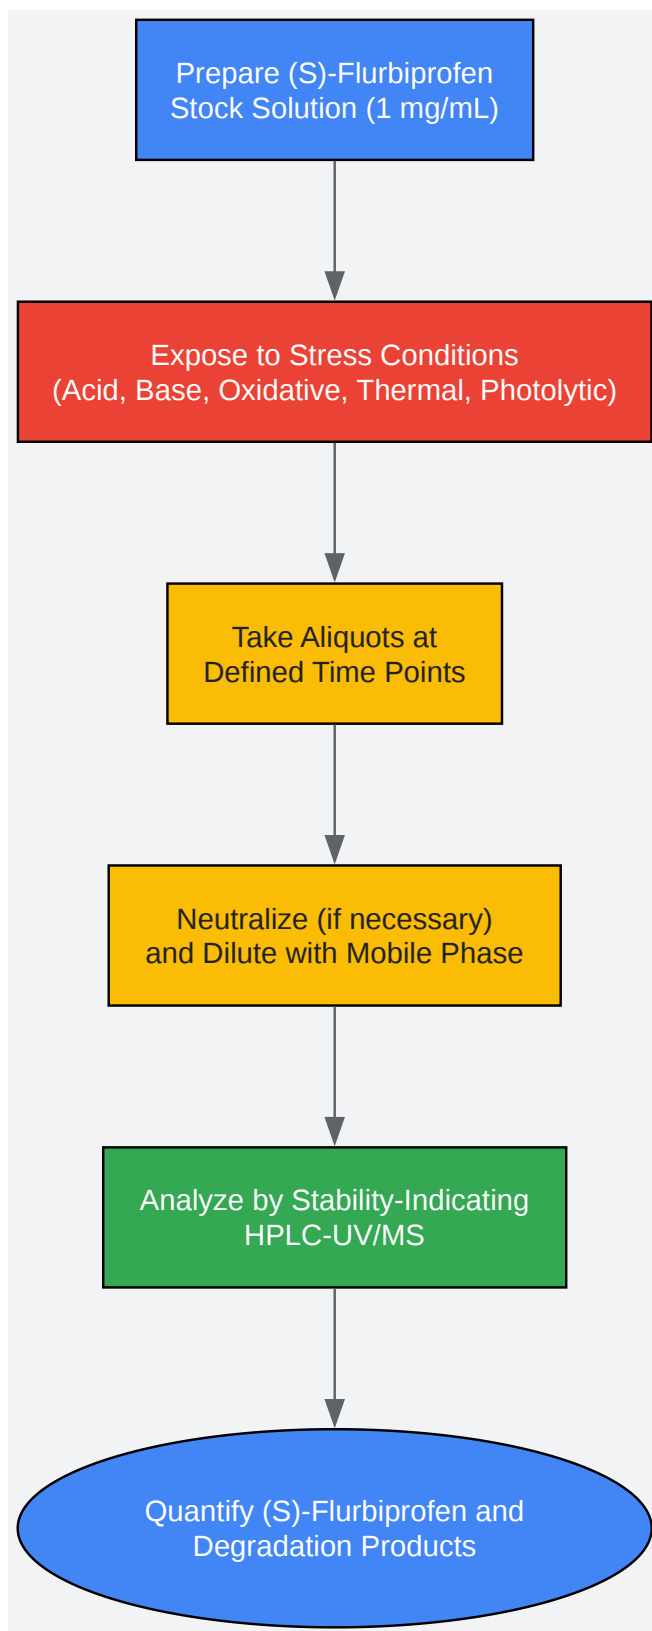 Prepare (S)-Flurbiprofen
Stock Solution (1 mg/mL)
Expose to Stress Conditions
(Acid, Base, Oxidative, Thermal, Photolytic)
Take Aliquots at
Defined Time Points
Neutralize (if necessary)
and Dilute with Mobile Phase
Analyze by Stability-Indicating
HPLC-UV/MS
Quantify (S)-Flurbiprofen and
Degradation Products